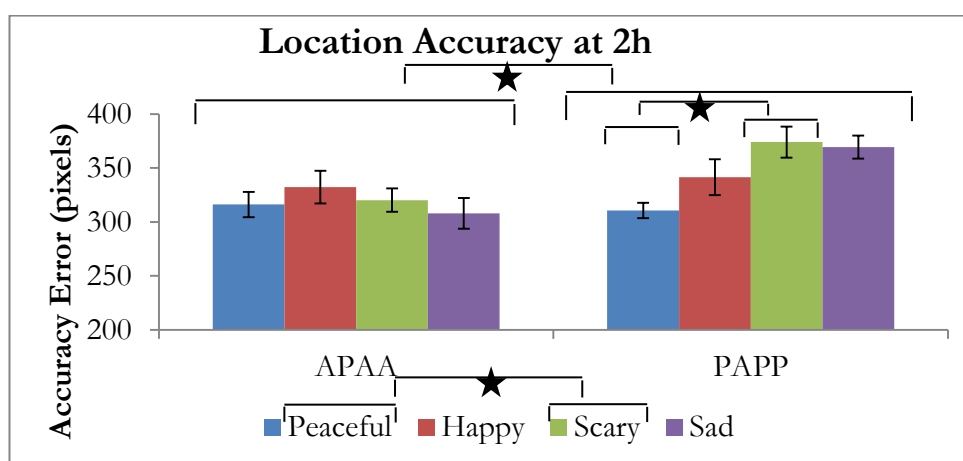 Location Accuracy at 2h
Accuracy Error (pixels)
400
350
300
250
200
APAA PAPP
Peaceful Happy Scary Sad